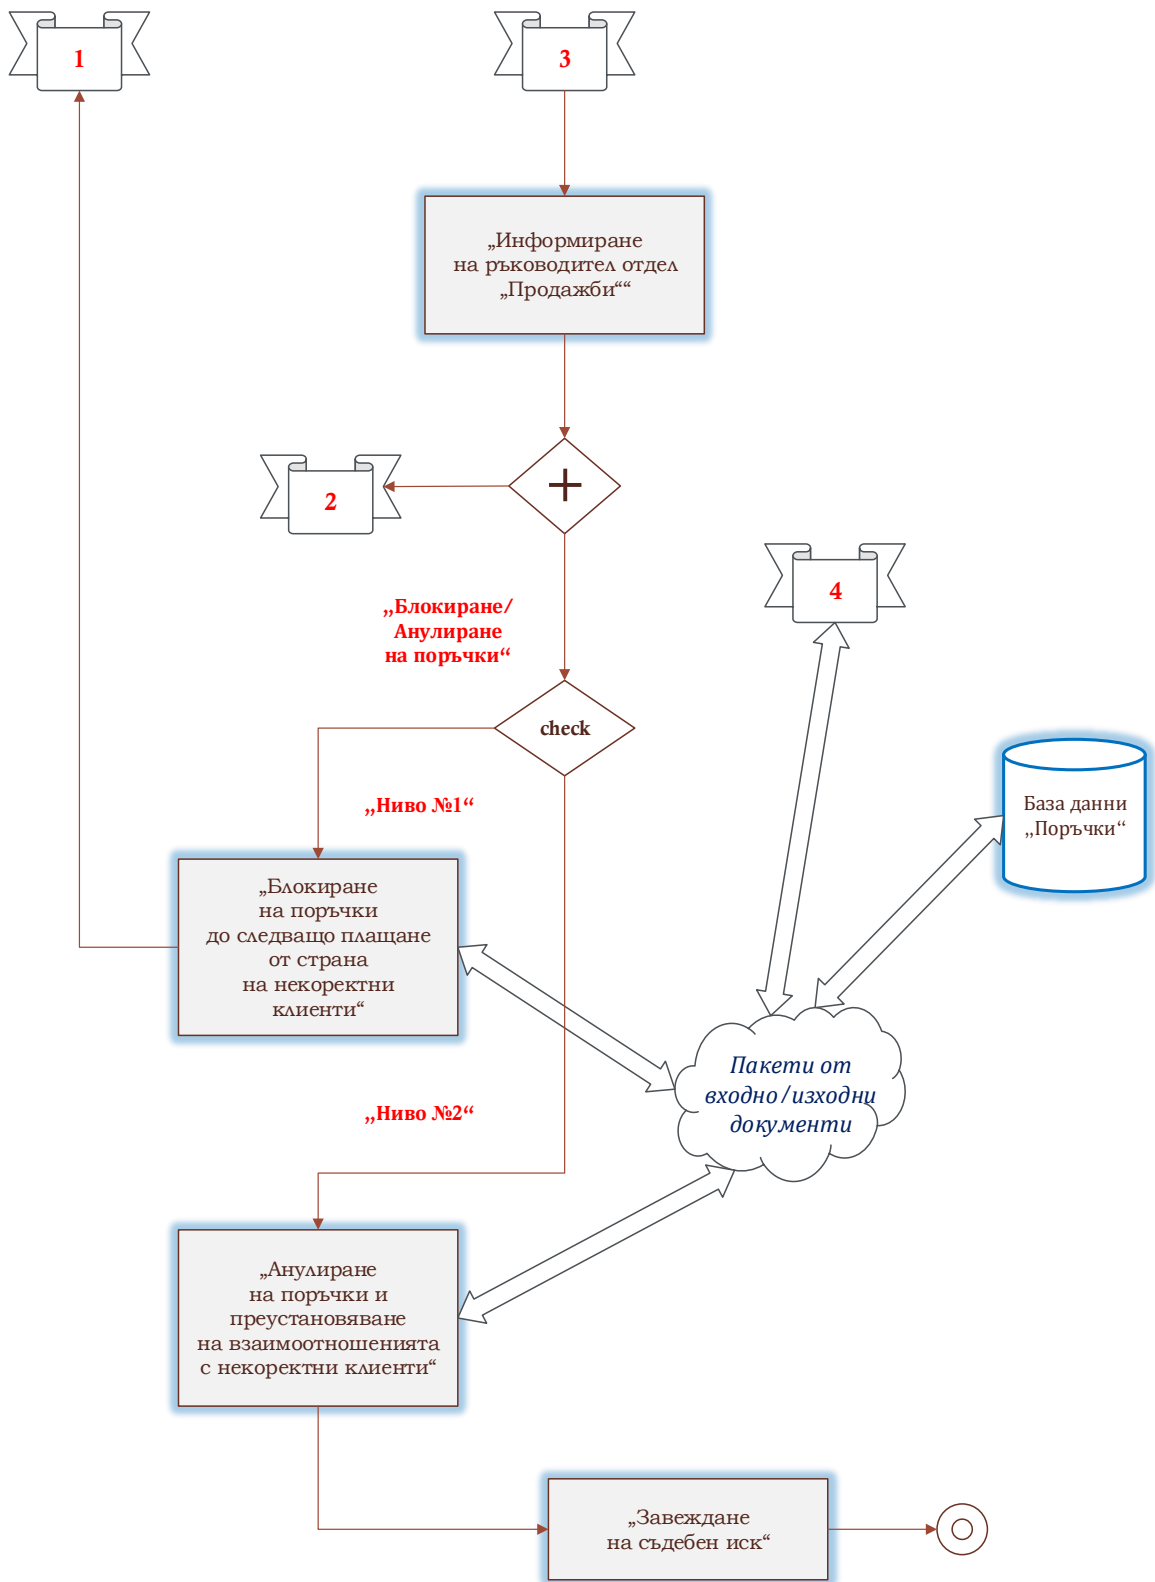 1
3
„Информиране
на ръководител отдел
„Продажби““
+
2
4
„Блокиране/
Анулиране
на поръчки“
check
База данни
„Поръчки“
„Ниво №1“
„Блокиране
на поръчки
до следващо плащане
от страна
на некоректни
клиенти“
Пакети от
входно/изходни
документи
„Ниво №2“
„Анулиране
на поръчки и
преустановяване
на взаимоотношенията
с некоректни клиенти“
„Завеждане
на съдебен иск“